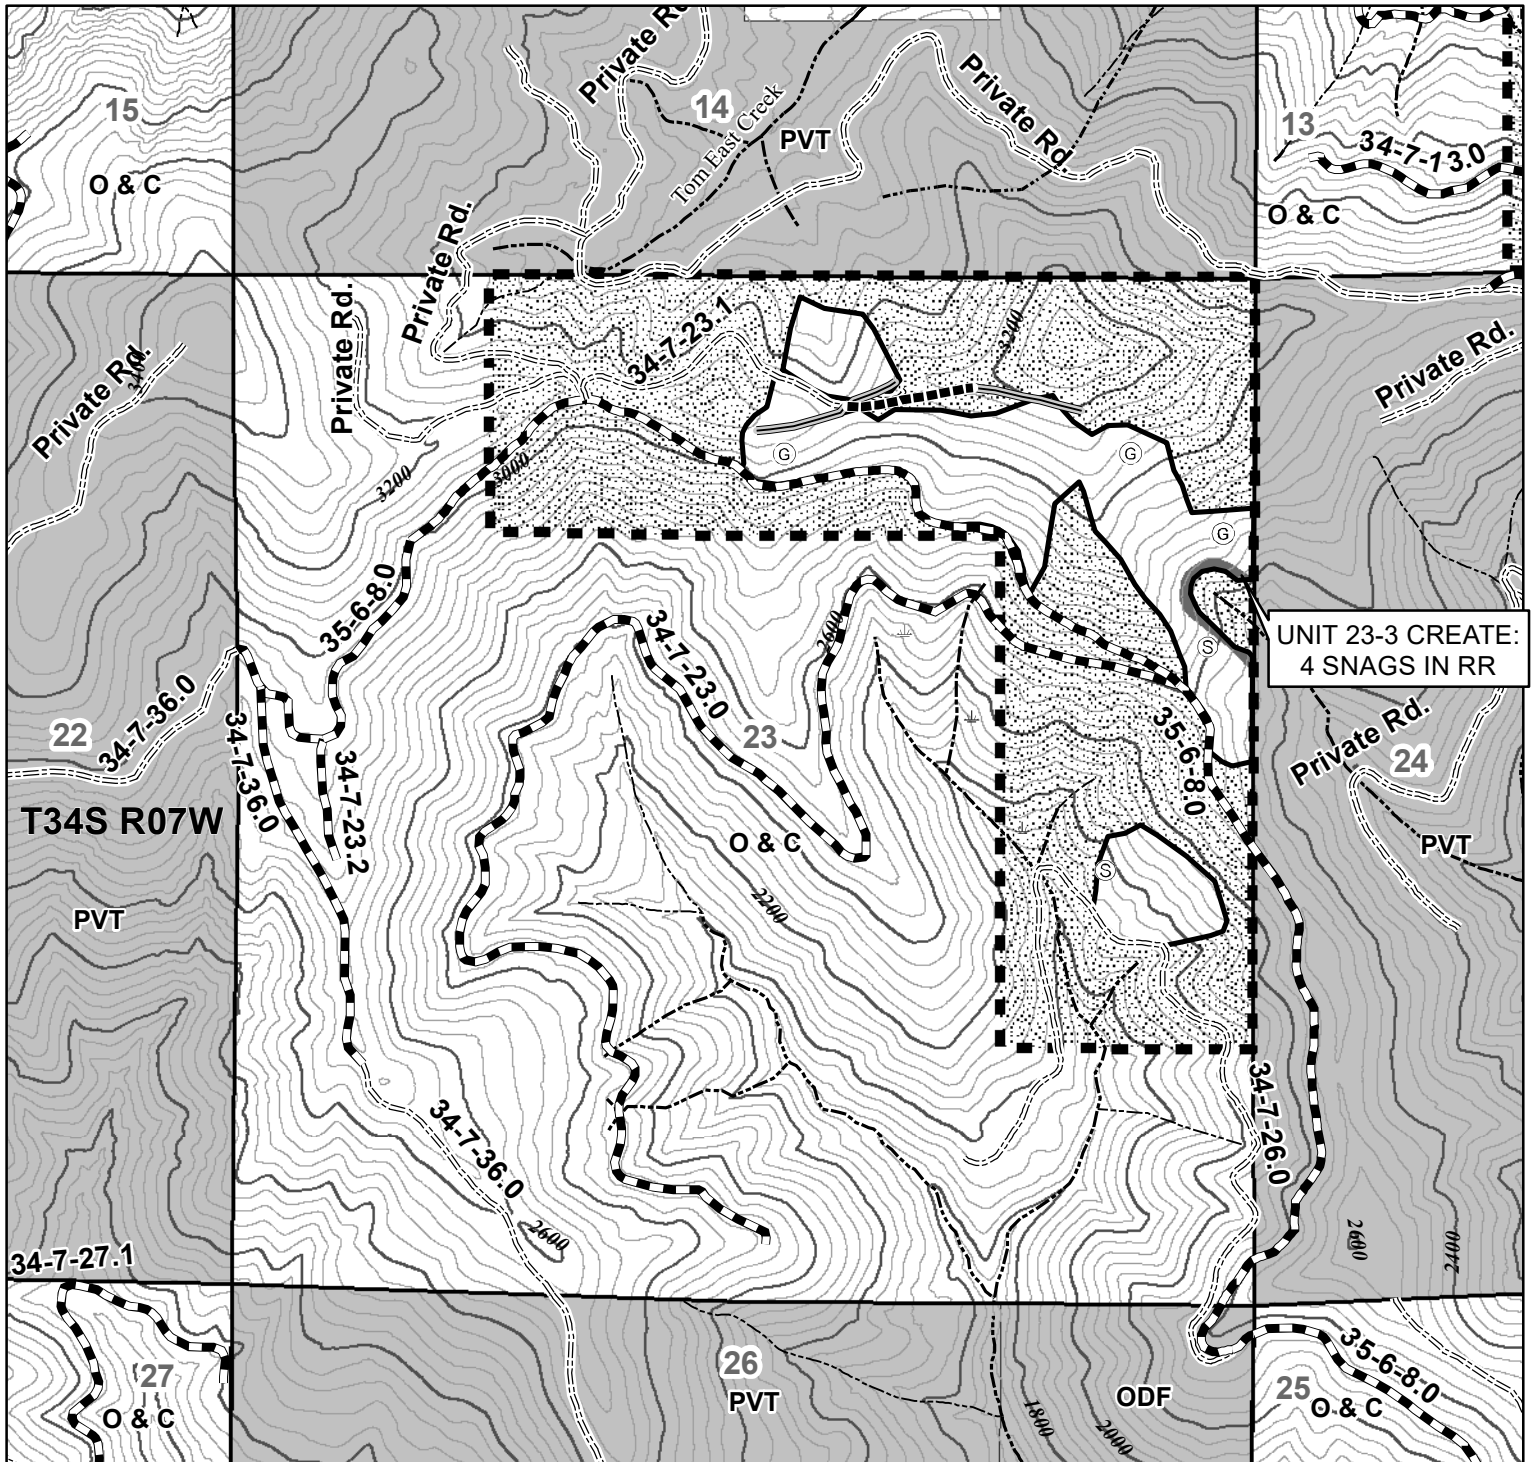 Private Rd.
14
Tom East Creek
PVT
Private Rd.
15
O & C
13
34-7-13.0
O & C
Private Rd.
Private Rd.
34-7-23.1
3200
Private Rd.
Private Rd.
3200
3000
G
G
G
35-6-8.0
UNIT 23-3 CREATE:
4 SNAGS IN RR
S
2600
34-7-23.0
23
22
34-7-36.0
34-7-36.0
34-7-23.2
T34S R07W
35-6-8.0
Private Rd.
24
PVT
O & C
S
2200
PVT
34-7-36.0
2600
34-7-26.0
2600
2400
34-7-27.1
27
O & C
26
PVT
1800
2000
ODF
25
O & C
35-6-8.0